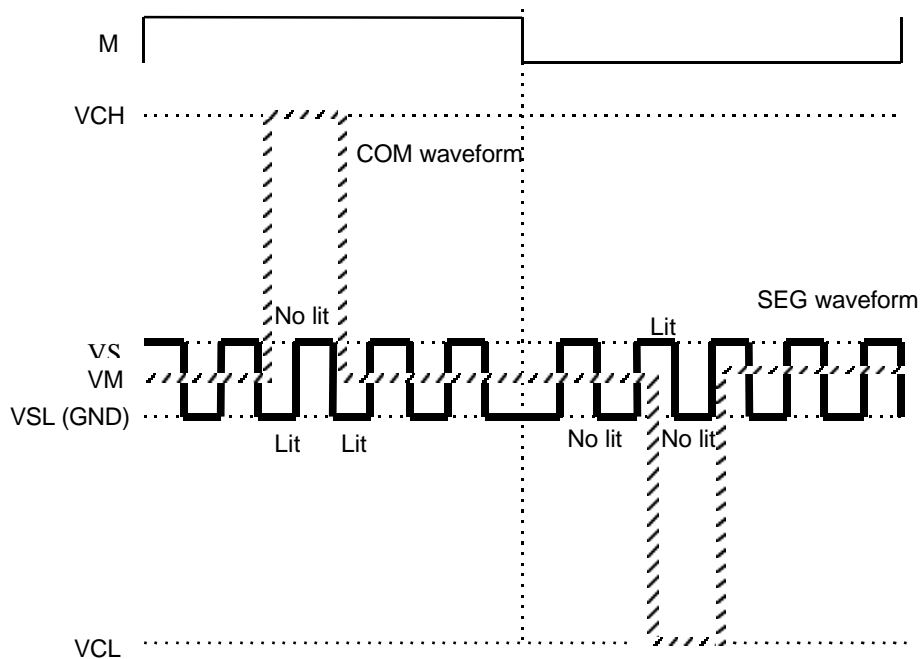 M
VCH
COM waveform
SEG waveform
No lit
Lit
VS
VM
VSL (GND)
Lit
Lit
No lit
No lit
VCL